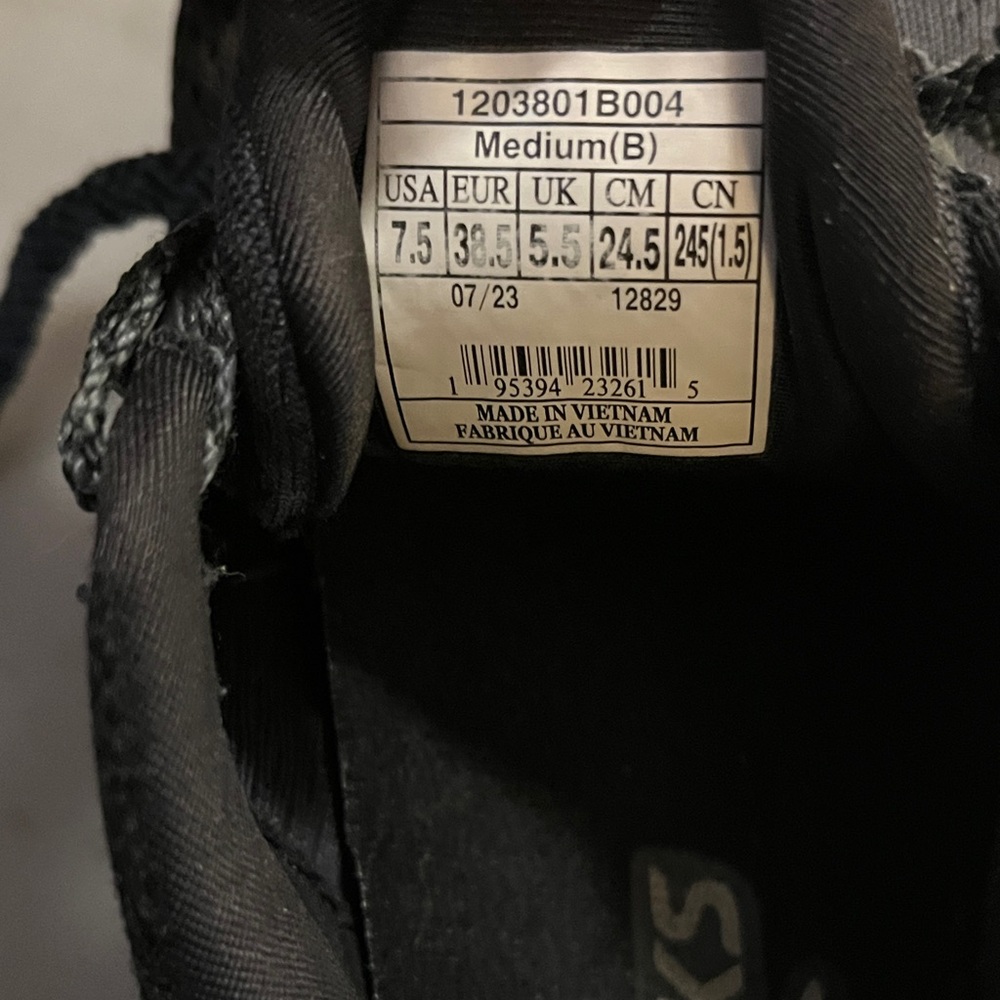 1203801B004
Medium(B)
USA EUR UK CM CN
7.5 38.5 5.5 24.5 245(1.5)
07/23 12829
1 95394 23261 5
MADE IN VIETNAM
FABRIQUE AU VIETNAM
KS